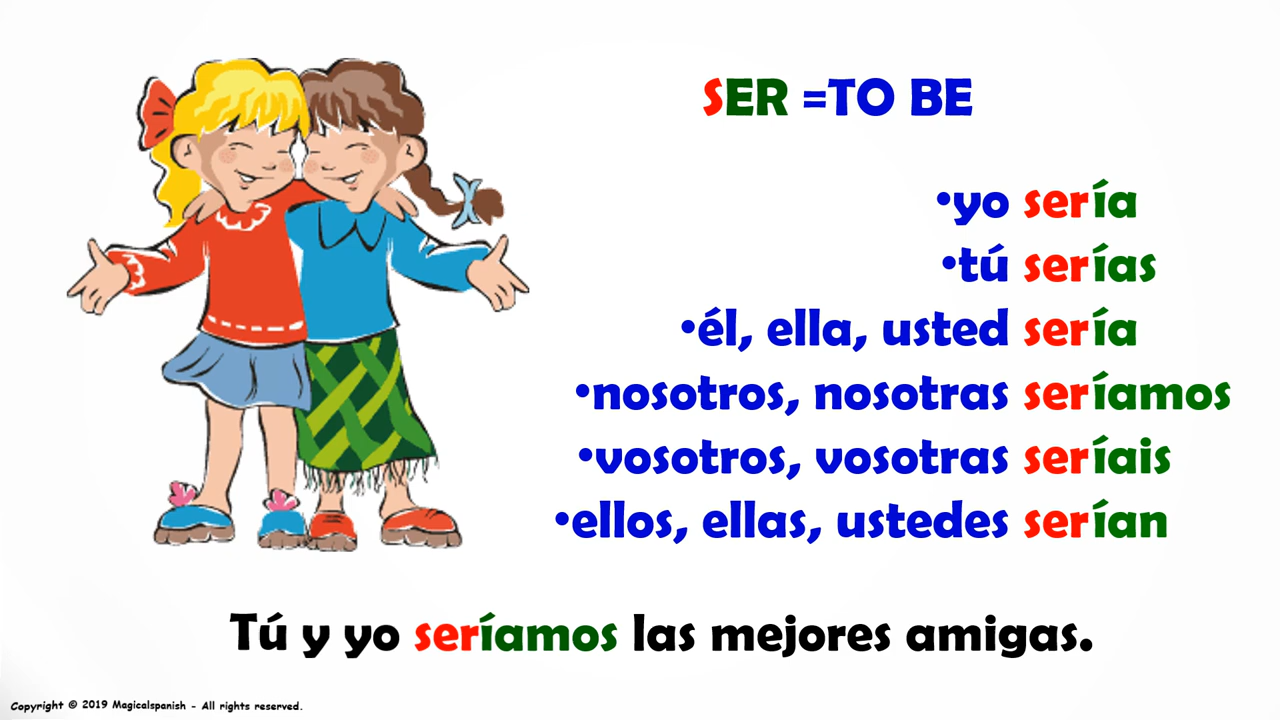 SER =TO BE
•yo sería
•tú serías
•él, ella, usted sería
•nosotros, nosotras seríamos
•vosotros, vosotras seríais
•ellos, ellas, ustedes serían
Tú y yo seríamos las mejores amigas.
Copyright © 2019 Magicalspanish - All rights reserved.